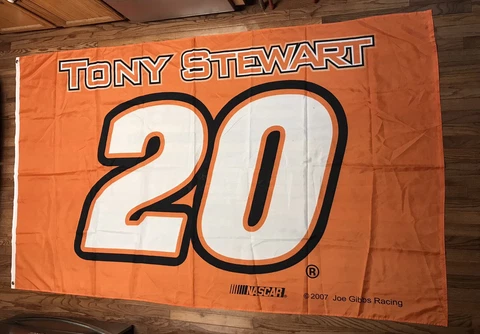 TONY STEWART
20
®
NASCAR®
© 2007 Joe Gibbs Racing